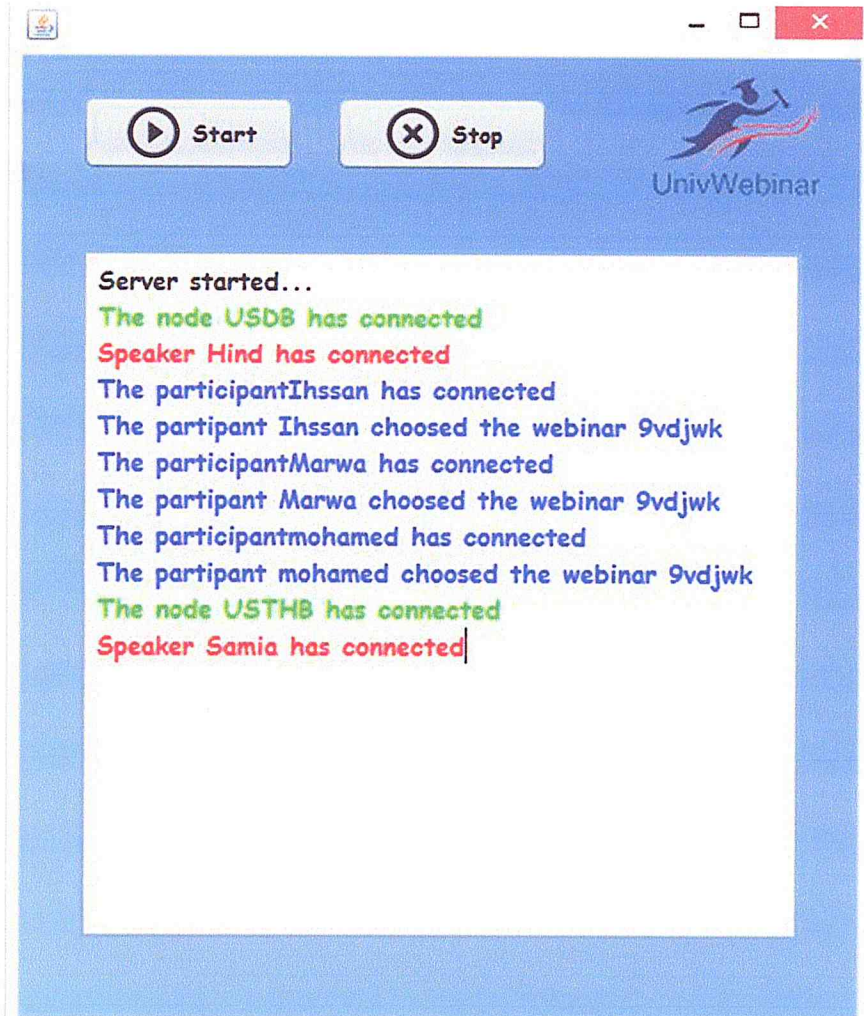 Start Stop
UnivWebinar
Server started...
The node USDB has connected
Speaker Hind has connected
The participantIhssan has connected
The partipant Ihssan choosed the webinar 9vdjwk
The participantMarwa has connected
The partipant Marwa choosed the webinar 9vdjwk
The participantmohamed has connected
The partipant mohamed choosed the webinar 9vdjwk
The node USTHB has connected
Speaker Samia has connected